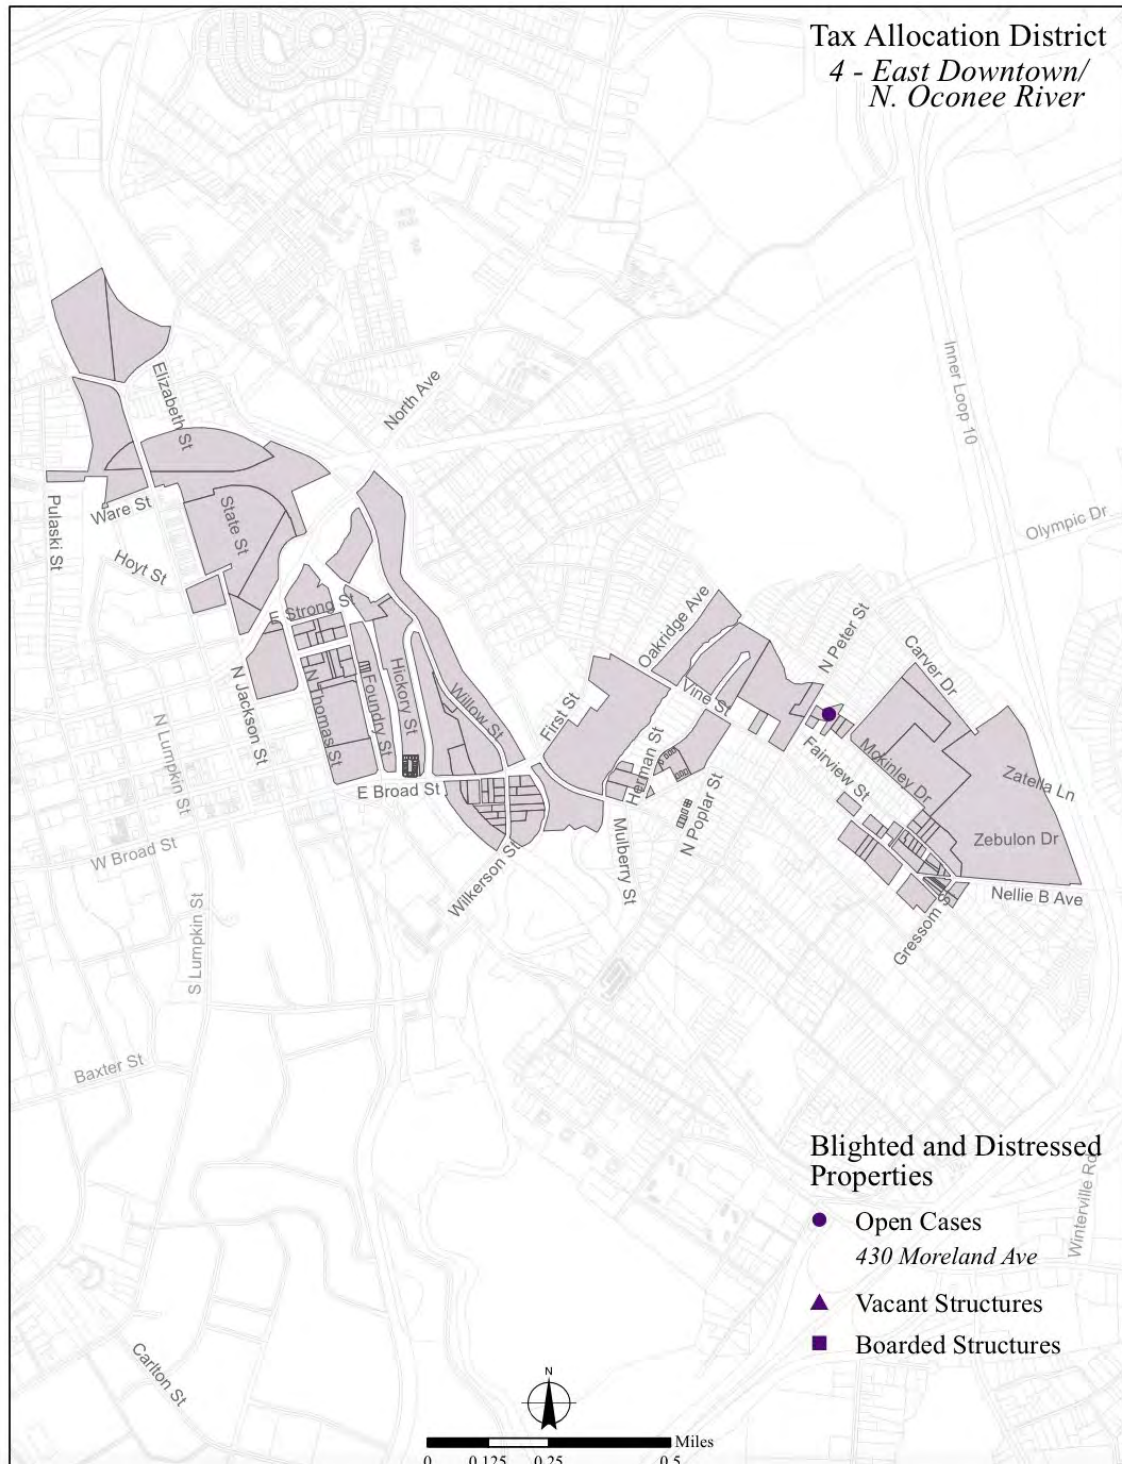 Tax Allocation District
4 - East Downtown/
N. Oconee River
Inner Loop 10
North Ave
Elizabeth St
Olympic Dr
Ware St
Pulaski St
State St
Hoyt St
E Strong St
Oakridge Ave
N Peter St
Carver Dr
N Jackson St
N Thomas St
Foundry St
Hickory St
Willow St
First St
Vine St
Herman St
Fairview St
Mckinley Dr
Zatella Ln
N Lumpkin St
E Broad St
N Poplar St
Zebulon Dr
W Broad St
Mulberry St
Wilkerson St
Nellie B Ave
Gressom St
S Lumpkin St
Baxter St
Blighted and Distressed
Properties
Open Cases
430 Moreland Ave
Vacant Structures
Boarded Structures
Winterville Rd
Carlton St
N
Miles
0 0.125 0.25 0.5